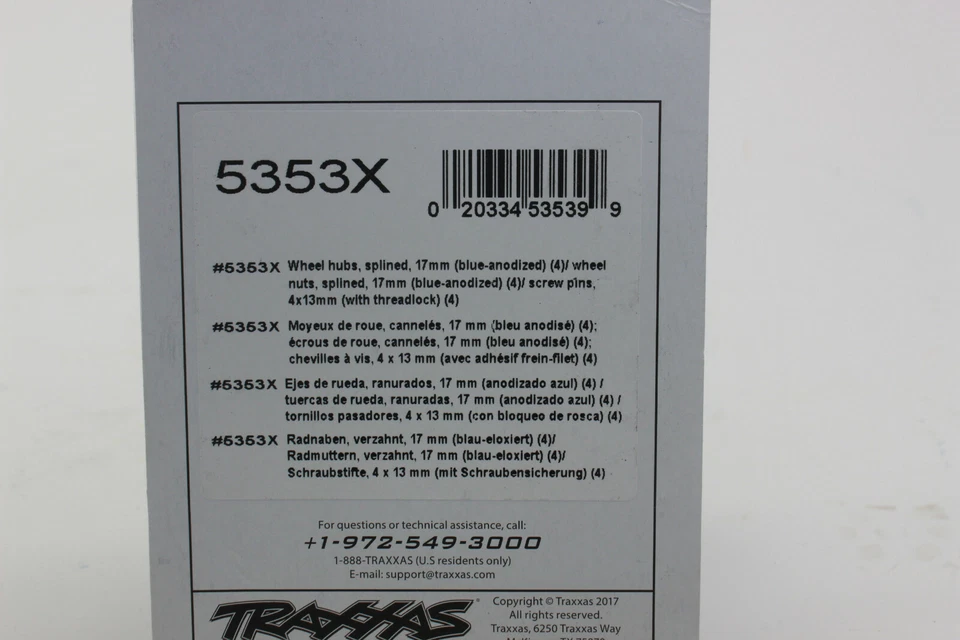 5353X
0 20334 53539 9
#5353X Wheel hubs, splined, 17mm (blue-anodized) (4)/ wheel
nuts, splined, 17mm (blue-anodized) (4)/ screw pins,
4x13mm (with threadlock) (4)
#5353X Moyeux de roue, cannelés, 17 mm (bleu anodisé) (4);
écrous de roue, cannelés, 17 mm (bleu anodisé) (4);
chevilles à vis, 4 x 13 mm (avec adhésif frein-filet) (4)
#5353X Ejes de rueda, ranurados, 17 mm (anodizado azul) (4) /
tuercas de rueda, ranuradas, 17 mm (anodizado azul) (4) /
tornillos pasadores, 4 x 13 mm (con bloqueo de rosca) (4)
#5353X Radnaben, verzahnt, 17 mm (blau-eloxiert) (4)/
Radmuttern, verzahnt, 17 mm (blau-eloxiert) (4)/
Schraubstifte, 4 x 13 mm (mit Schraubensicherung) (4)
For questions or technical assistance, call:
+1-972-549-3000
1-888-TRAXXAS (U.S residents only)
E-mail: support@traxxas.com
TRAXXAS
Copyright © Traxxas 2017
All rights reserved.
Traxxas, 6250 Traxxas Way